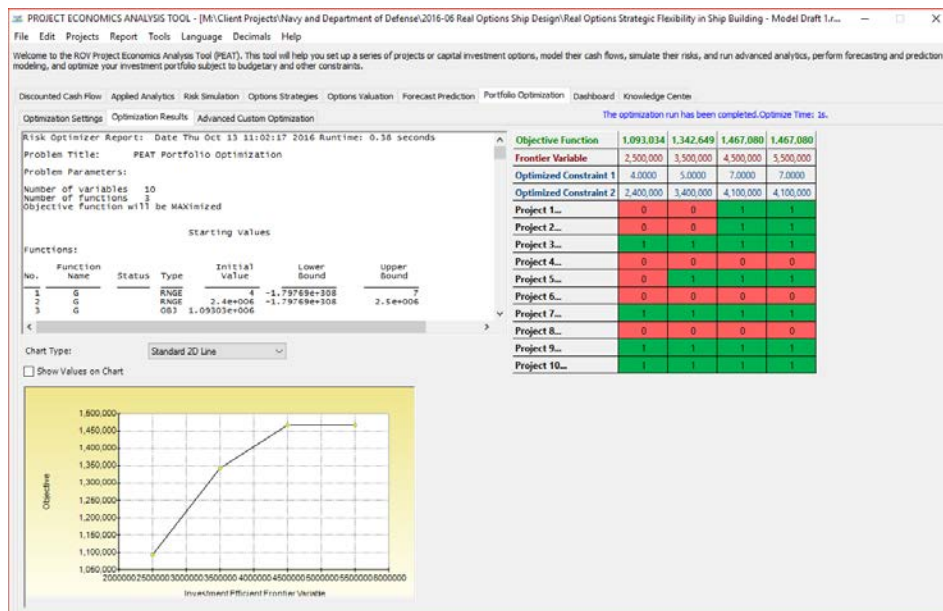 PROJECT ECONOMICS ANALYSIS TOOL - [M:\Client Projects\Navy and Department of Defense\2016-06 Real Options Ship Design\Real Options Strategic Flexibility in Ship Building - Model Draft 1.r...
File Edit Projects Report Tools Language Decimals Help
Welcome to the ROV Project Economics Analysis Tool (PEAT). This tool will help you set up a series of projects or capital investment options, model their cash flows, simulate their risks, and run advanced analytics, perform forecasting and prediction
modeling, and optimize your investment portfolio subject to budgetary and other constraints.
Discounted Cash Flow Applied Analytics Risk Simulation Options Strategies Options Valuation Forecast Prediction Portfolio Optimization Dashboard Knowledge Center
Optimization Settings Optimization Results Advanced Custom Optimization
The optimization run has been completed.Optimize Time: 1s.
Risk Optimizer Report: Date Thu Oct 13 11:02:17 2016 Runtime: 0.38 seconds
Problem Title: PEAT Portfolio Optimization
Problem Parameters:
Number of variables 10
Number of functions 3
Objective function will be MAXimized
Starting Values
Functions:
Function Initial Lower Upper
No. Name Status Type Value Bound Bound
1 G RNGE 4 -1.79769e+308 7
2 G RNGE 2.4e+006 -1.79769e+308 2.5e+006
3 G OBJ 1.09303e+006
Objective Function 1,093,034 1,342,649 1,467,080 1,467,080
Frontier Variable 2,500,000 3,500,000 4,500,000 5,500,000
Optimized Constraint 1 4.0000 5.0000 7.0000 7.0000
Optimized Constraint 2 2,400,000 3,400,000 4,100,000 4,100,000
Project 1... 0 0 1 1
Project 2... 0 0 1 1
Project 3... 1 1 1 1
Project 4... 0 0 0 0
Project 5... 0 1 1 1
Project 6... 0 0 0 0
Project 7... 1 1 1 1
Project 8... 0 0 0 0
Project 9... 1 1 1 1
Project 10... 1 1 1 1
Chart Type: Standard 2D Line
Show Values on Chart
1,500,000
1,450,000
1,400,000
1,350,000
1,300,000
1,250,000
1,200,000
1,150,000
1,100,000
1,050,000
Objective
2000000 2500000 3000000 3500000 4000000 4500000 5000000 5500000 6000000
Investment Efficient Frontier Variable